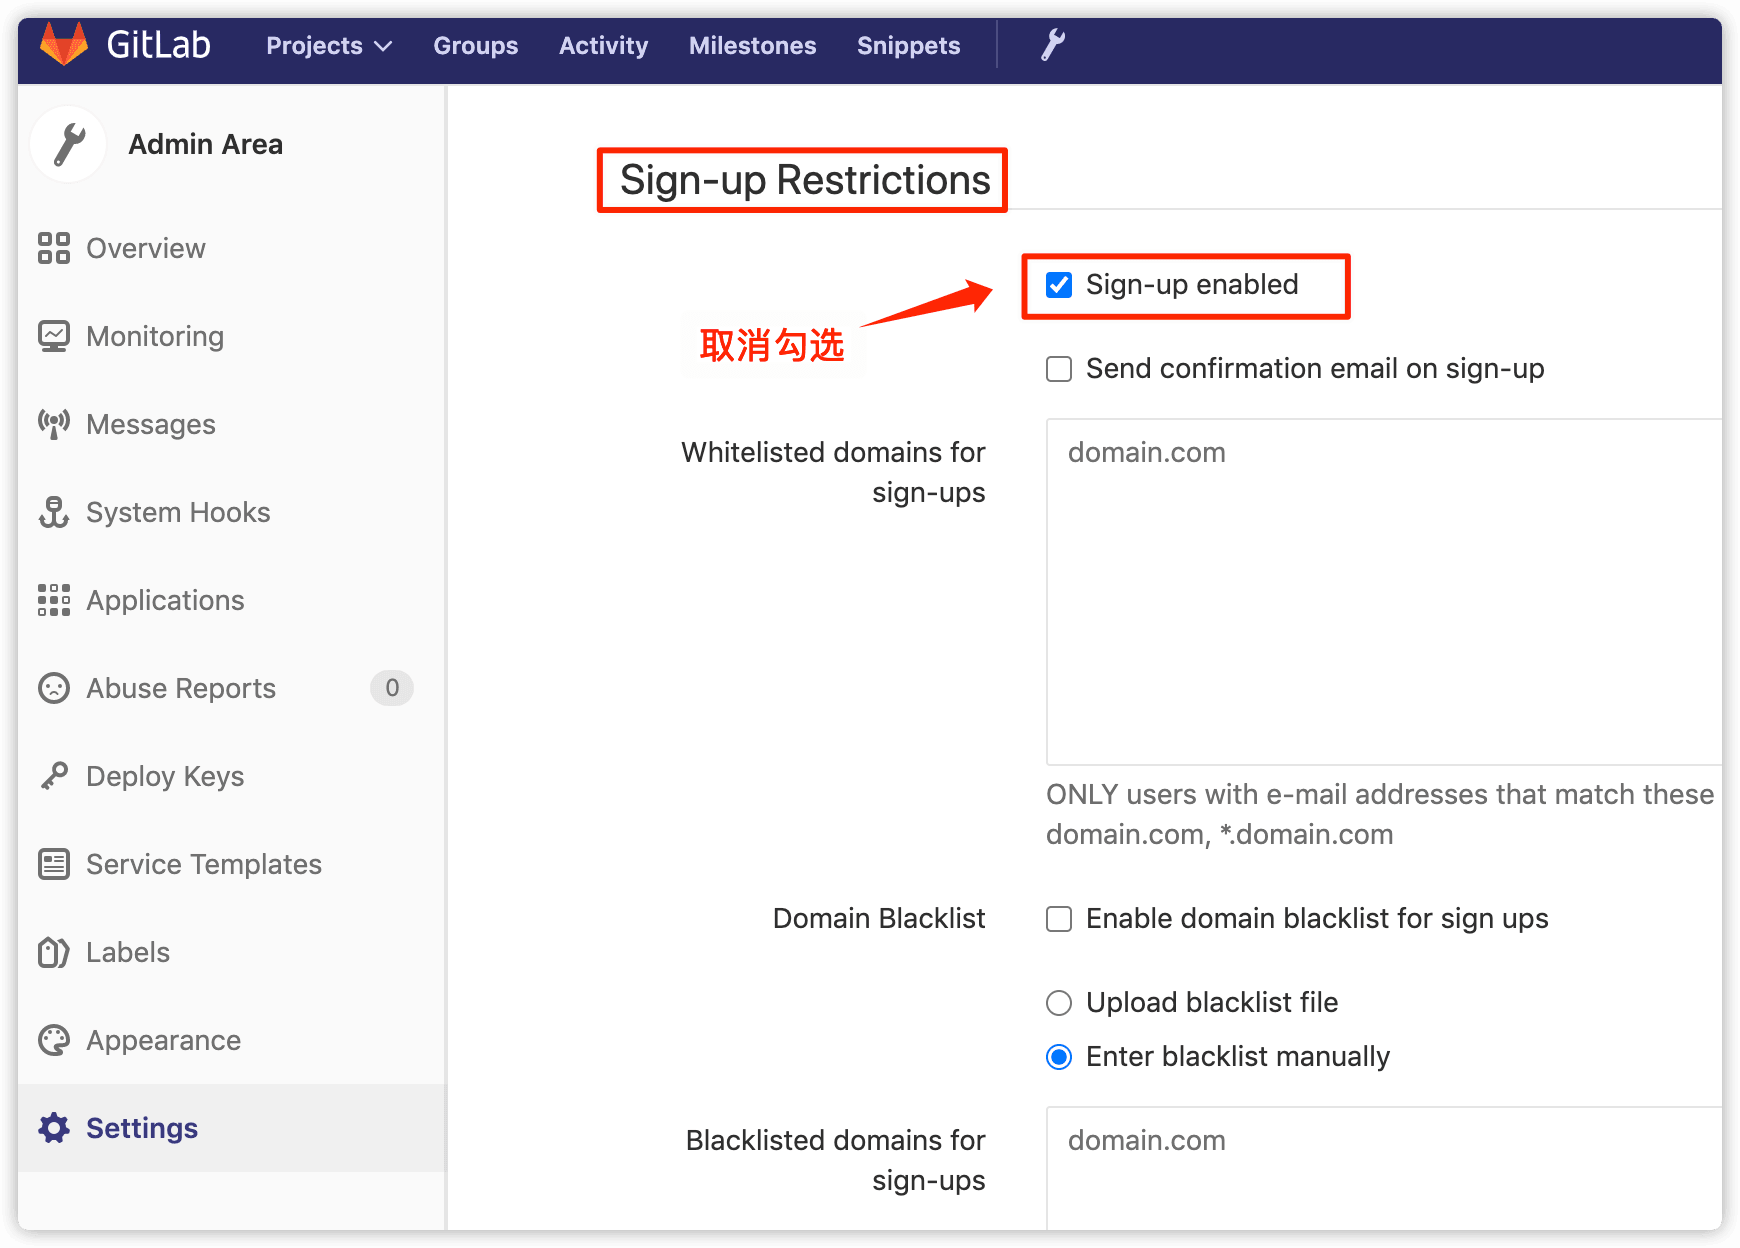 GitLab Projects Groups Activity Milestones Snippets
Admin Area
Overview
Monitoring
Messages
System Hooks
Applications
Abuse Reports 0
Deploy Keys
Service Templates
Labels
Appearance
Settings
Sign-up Restrictions
Sign-up enabled
取消勾选
Send confirmation email on sign-up
Whitelisted domains for
sign-ups
domain.com
ONLY users with e-mail addresses that match these
domain.com, *.domain.com
Domain Blacklist
Enable domain blacklist for sign ups
Upload blacklist file
Enter blacklist manually
Blacklisted domains for
sign-ups
domain.com